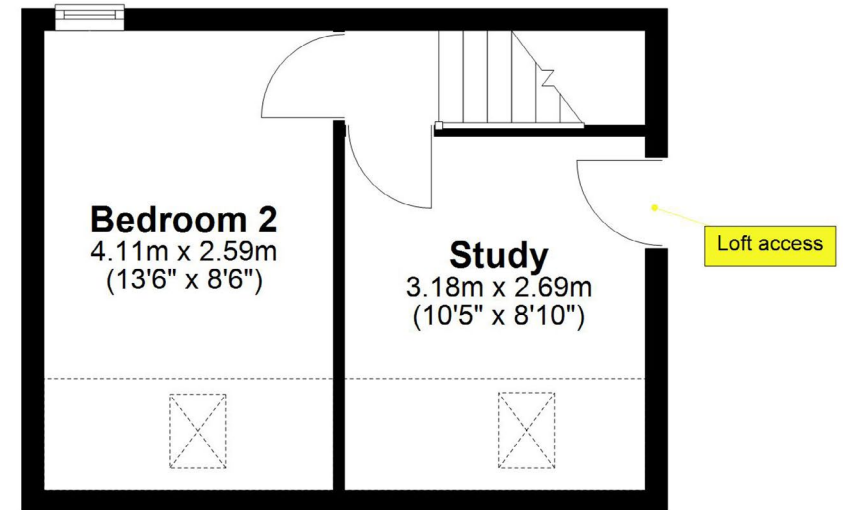 Bedroom 2
4.11m x 2.59m
(13'6" x 8'6")
Study
3.18m x 2.69m
(10'5" x 8'10")
Loft access